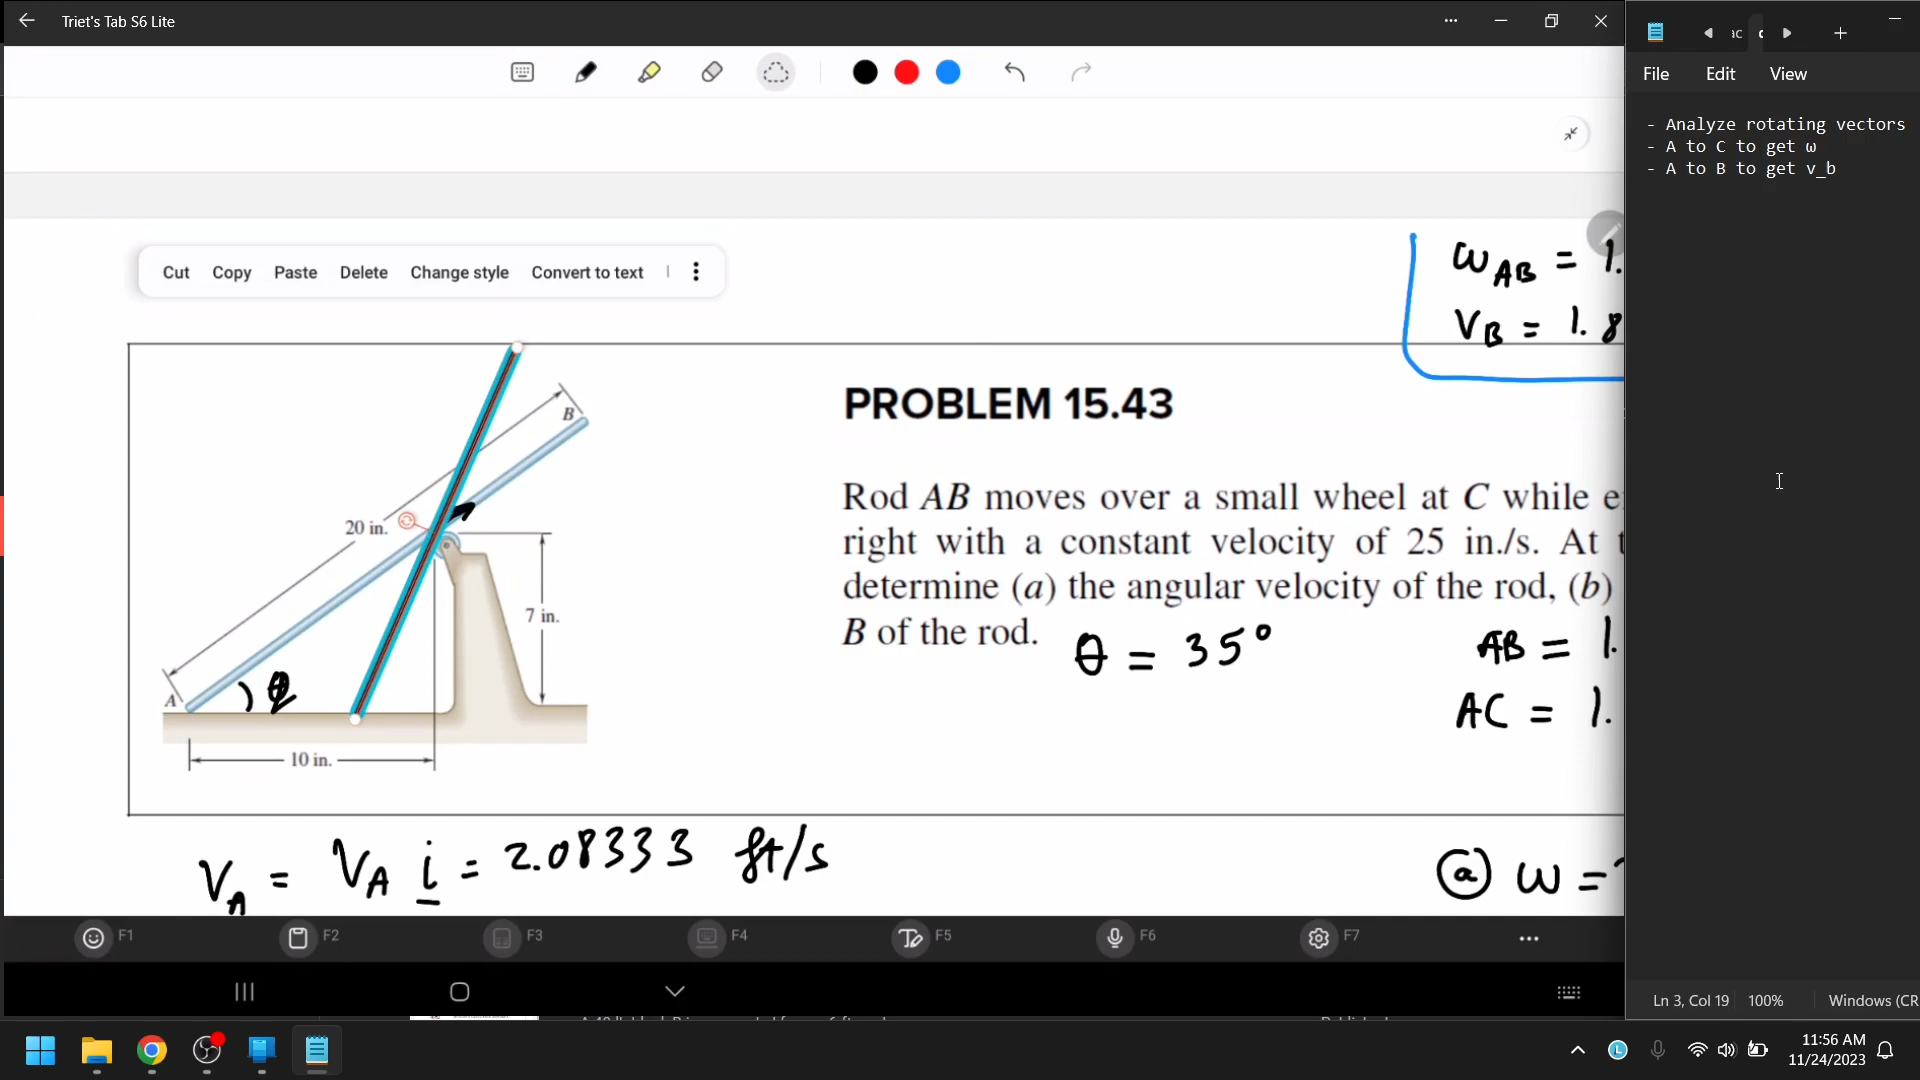 Triet's Tab S6 Lite
File Edit View
- Analyze rotating vectors
- A to C to get ω
- A to B to get v_b
Cut Copy Paste Delete Change style Convert to text
ω AB = 1.
V B = 1. 8
PROBLEM 15.43
Rod AB moves over a small wheel at C while e
right with a constant velocity of 25 in./s. At t
determine (a) the angular velocity of the rod, (b)
B of the rod.
θ = 35°
AB = 1.
AC = 1.
B
20 in.
7 in.
A
θ
10 in.
V A = V A i = 2.08333 ft/s
(a) ω = ?
F1 F2 F3 F4 F5 F6 F7
Ln 3, Col 19 100% Windows (CR
11:56 AM
11/24/2023